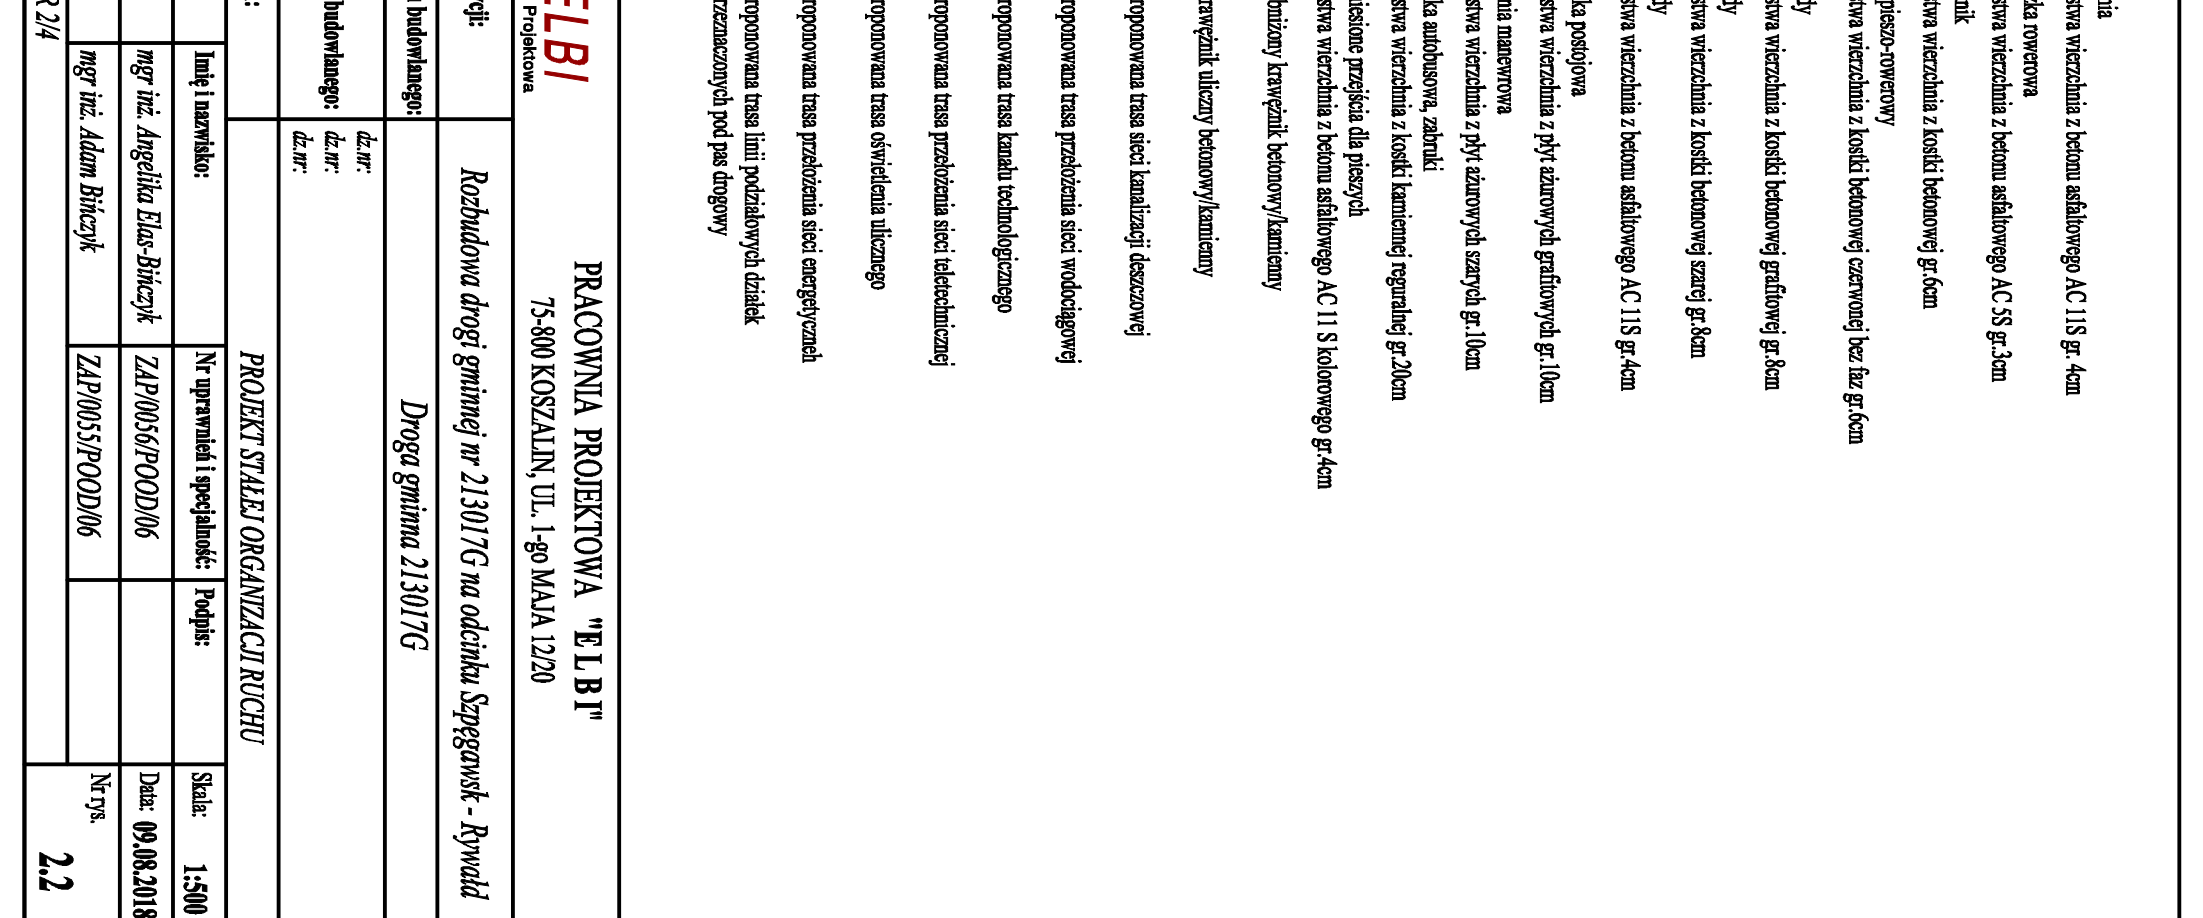 nia
stwa wierzchnia z betonu asfaltowego AC 11S gr. 4cm
żka rowerowa
stwa wierzchnia z betonu asfaltowego AC 5S gr.3cm
nik
stwa wierzchnia z kostki betonowej gr.6cm
pieszo-rowerowy
stwa wierzchnia z kostki betonowej czerwonej bez faz gr.6cm
dy
stwa wierzchnia z kostki betonowej grafitowej gr.8cm
dy
stwa wierzchnia z kostki betonowej szarej gr.8cm
dy
stwa wierzchnia z betonu asfaltowego AC 11S gr.4cm
ka postojowa
stwa wierzchnia z płyt ażurowych grafitowych gr.10cm
nia manewrowa
stwa wierzchnia z płyt ażurowych szarych gr.10cm
ka autobusowa, zabruki
stwa wierzchnia z kostki kamiennej reguralnej gr.20cm
iesione przejścia dla pieszych
stwa wierzchnia z betonu asfaltowego AC 11 S kolorowego gr.4cm
bniżony krawężnik betonowy/kamienny
rawężnik uliczny betonowy/kamienny
roponowana trasa sieci kanalizacji deszczowej
roponowana trasa przełożenia sieci wodociągowej
roponowana trasa kanału technologicznego
roponowana trasa przełożenia sieci teletechnicznej
roponowana trasa oświetlenia ulicznego
roponowana trasa przełożenia sieci energetyczneh
roponowana trasa linii podziałowych działek
rzeznaczonych pod pas drogowy
ELBI
Projektowa
PRACOWNIA PROJEKTOWA "E L B I"
75-800 KOSZALIN, UL. 1-go MAJA 12/20
cji: Rozbudowa drogi gminnej nr 213017G na odcinku Szpęgawsk - Rywałd
budowlanego: Droga gminna 213017G
budowlanego: dz.nr:
dz.nr:
dz.nr:
: PROJEKT STAŁEJ ORGANIZACJI RUCHU
Imię i nazwisko: Nr uprawnień i specjalność: Podpis: Skala: 1:500
mgr inż. Angelika Elas-Bińczyk ZAP/0056/POOD/06 Data: 09.08.2018
mgr inż. Adam Bińczyk ZAP/0055/POOD/06 Nr rys.
R 2/4 2.2